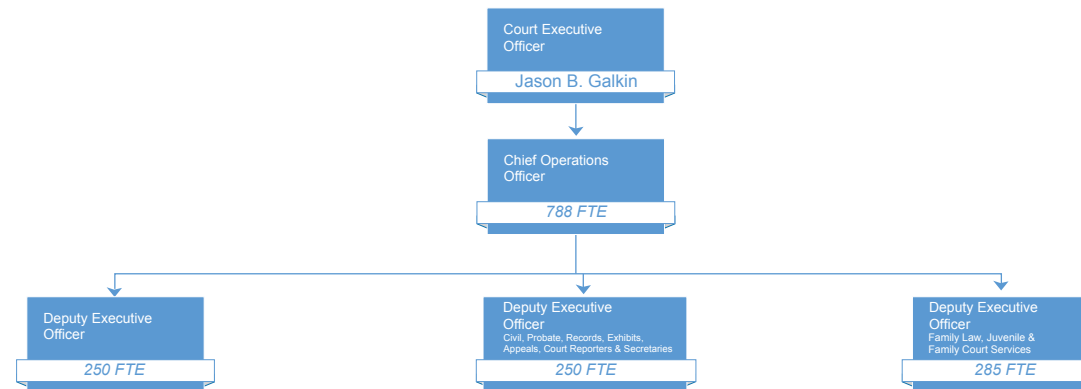 Court Executive
Officer
Jason B. Galkin
Chief Operations
Officer
788 FTE
Deputy Executive
Officer
250 FTE
Deputy Executive
Officer
Civil, Probate, Records, Exhibits,
Appeals, Court Reporters & Secretaries
250 FTE
Deputy Executive
Officer
Family Law, Juvenile &
Family Court Services
285 FTE